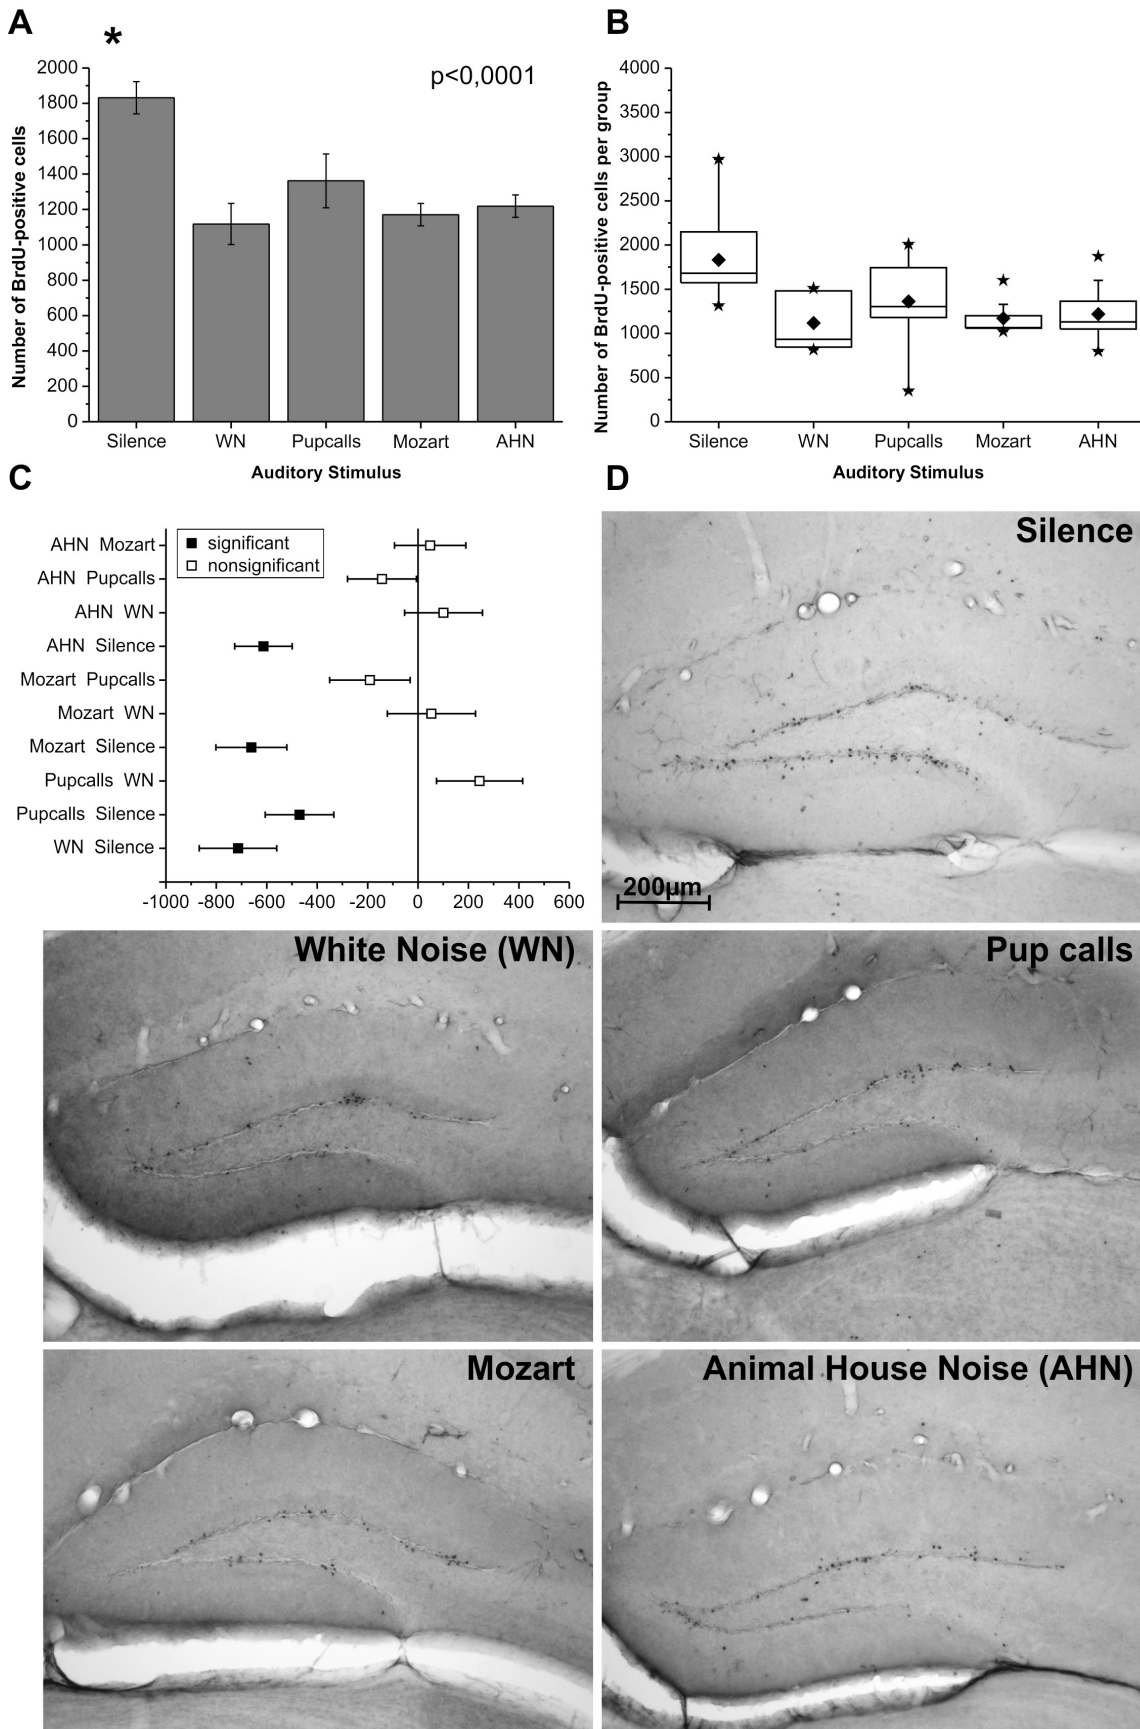 A
*
p<0,0001
Number of BrdU-positive cells
2000
1800
1600
1400
1200
1000
800
600
400
200
0
Silence WN Pupcalls Mozart AHN
Auditory Stimulus
B
Number of BrdU-positive cells per group
4000
3500
3000
2500
2000
1500
1000
500
0
Silence WN Pupcalls Mozart AHN
Auditory Stimulus
C
significant
nonsignificant
AHN Mozart
AHN Pupcalls
AHN WN
AHN Silence
Mozart Pupcalls
Mozart WN
Mozart Silence
Pupcalls WN
Pupcalls Silence
WN Silence
-1000 -800 -600 -400 -200 0 200 400 600
D
Silence
200µm
White Noise (WN)
Pup calls
Mozart
Animal House Noise (AHN)